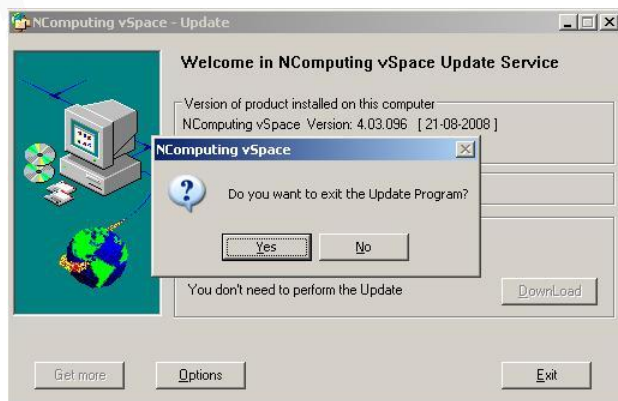 NComputing vSpace - Update
Welcome in NComputing vSpace Update Service
Version of product installed on this computer
NComputing vSpace Version: 4.03.096 [ 21-08-2008 ]
NComputing vSpace
Do you want to exit the Update Program?
Yes
No
You don't need to perform the Update
DownLoad
Get more
Options
Exit